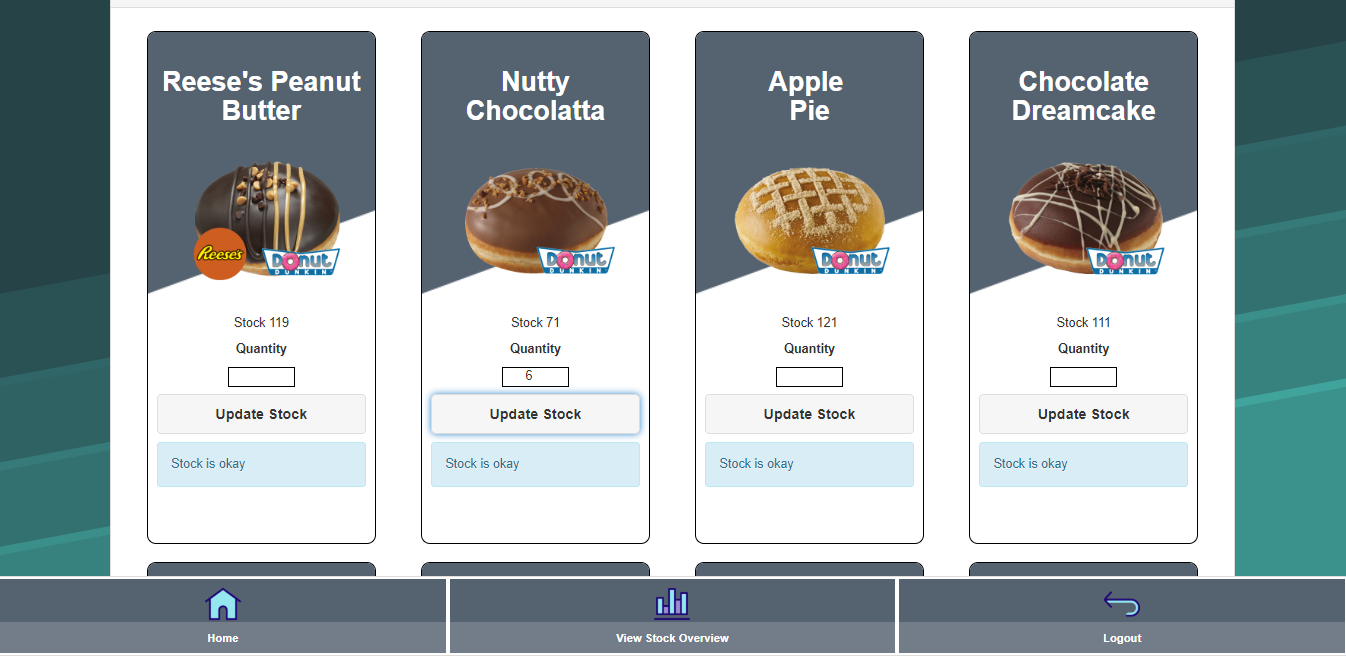 Reese's Peanut
Butter
Reese's
DONUT
DUNKIN
Stock 119
Quantity
Update Stock
Stock is okay
Nutty
Chocolatta
DONUT
DUNKIN
Stock 71
Quantity
6
Update Stock
Stock is okay
Apple
Pie
DONUT
DUNKIN
Stock 121
Quantity
Update Stock
Stock is okay
Chocolate
Dreamcake
DONUT
DUNKIN
Stock 111
Quantity
Update Stock
Stock is okay
Home
View Stock Overview
Logout